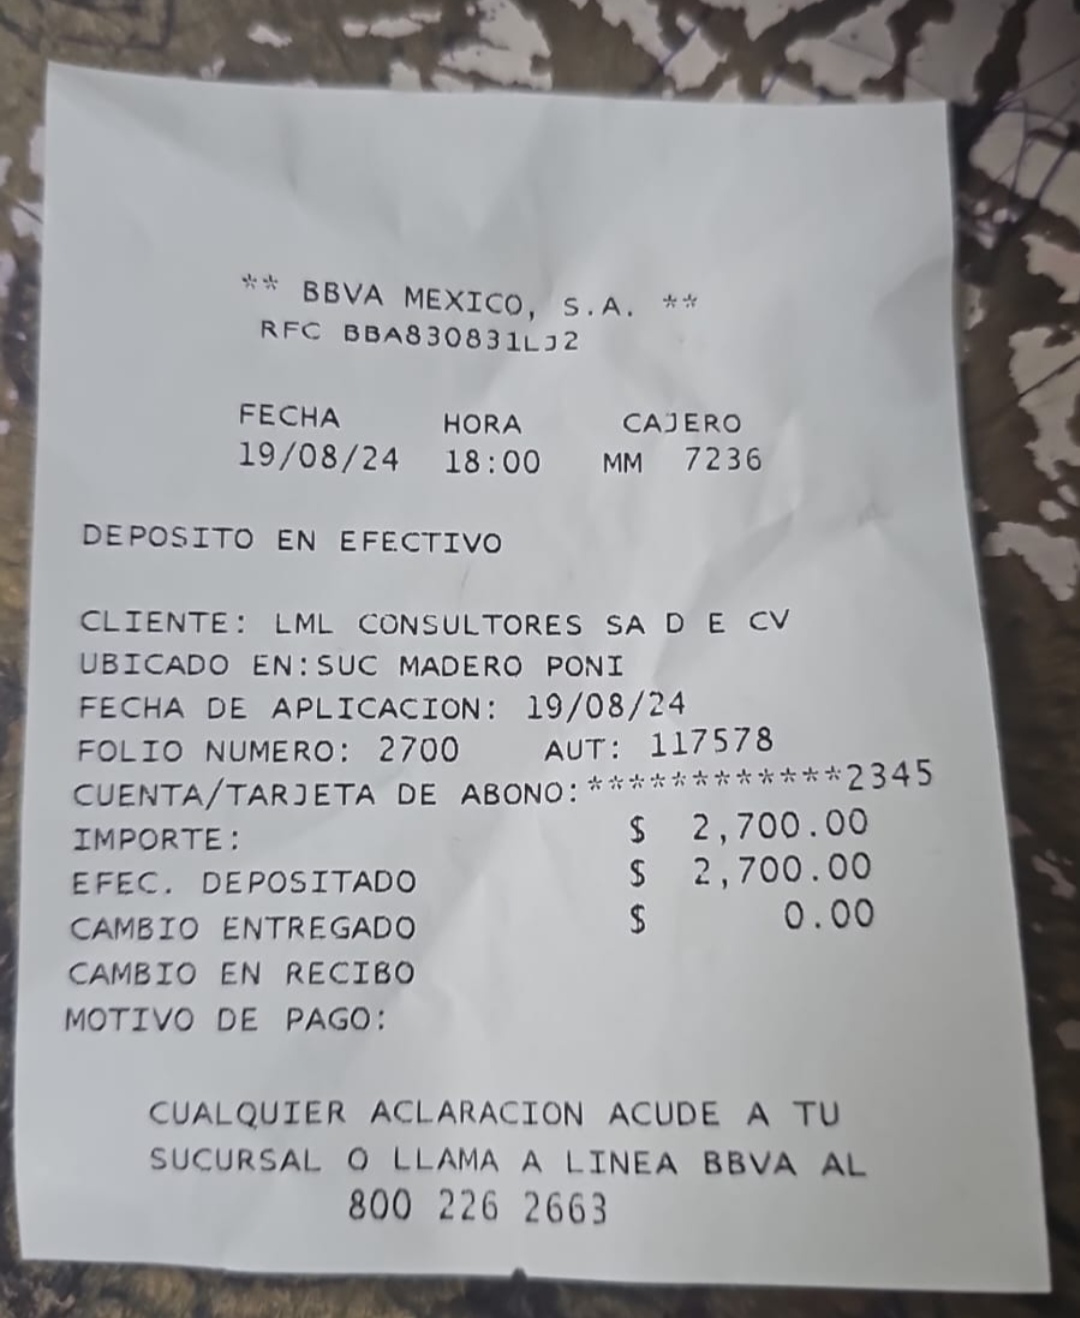 ** BBVA MEXICO, S.A. **
RFC BBA830831LJ2
FECHA HORA CAJERO
19/08/24 18:00 MM 7236
DEPOSITO EN EFECTIVO
CLIENTE: LML CONSULTORES SA D E CV
UBICADO EN:SUC MADERO PONI
FECHA DE APLICACION: 19/08/24
FOLIO NUMERO: 2700 AUT: 117578
CUENTA/TARJETA DE ABONO:************2345
IMPORTE: $ 2,700.00
EFEC. DEPOSITADO $ 2,700.00
CAMBIO ENTREGADO $ 0.00
CAMBIO EN RECIBO
MOTIVO DE PAGO:
CUALQUIER ACLARACION ACUDE A TU
SUCURSAL O LLAMA A LINEA BBVA AL
800 226 2663